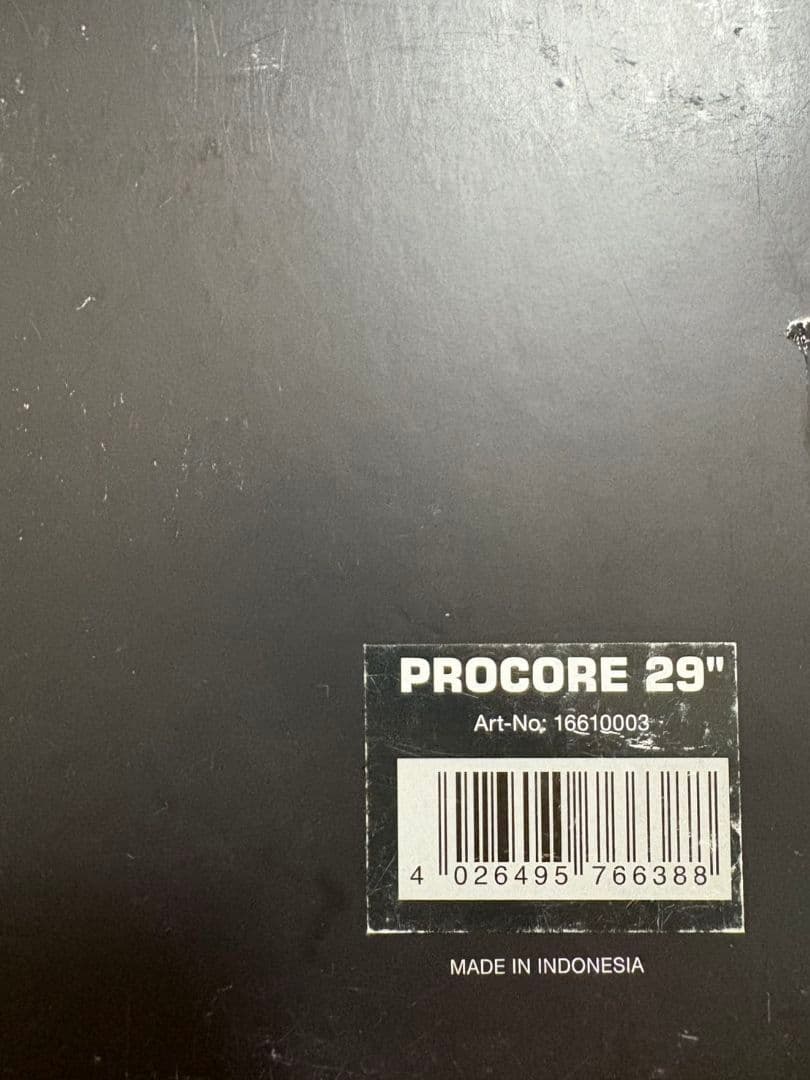 PROCORE 29"
Art-No: 16610003
4 026495 766388
MADE IN INDONESIA